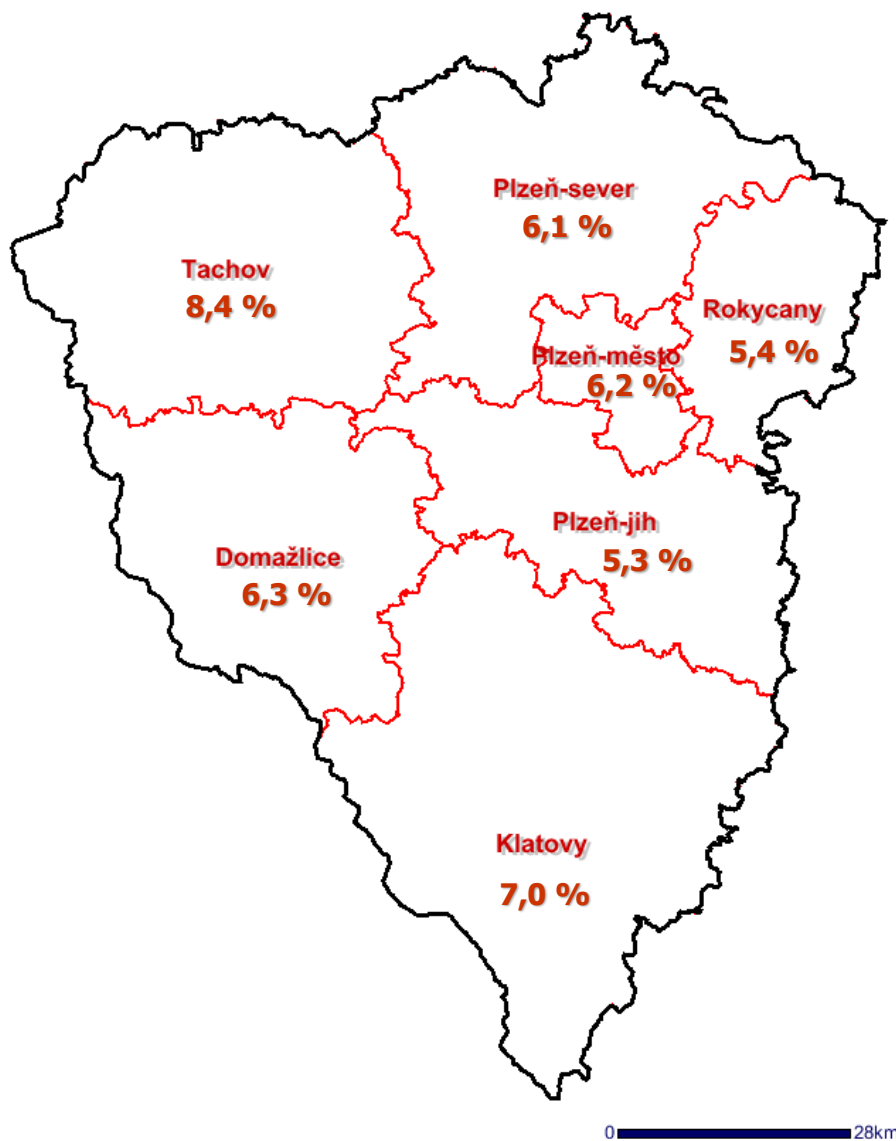 Plzeň-sever
6,1 %
Tachov
8,4 %
Rokycany
5,4 %
Plzeň-město
6,2 %
Plzeň-jih
5,3 %
Domažlice
6,3 %
Klatovy
7,0 %
0 28km